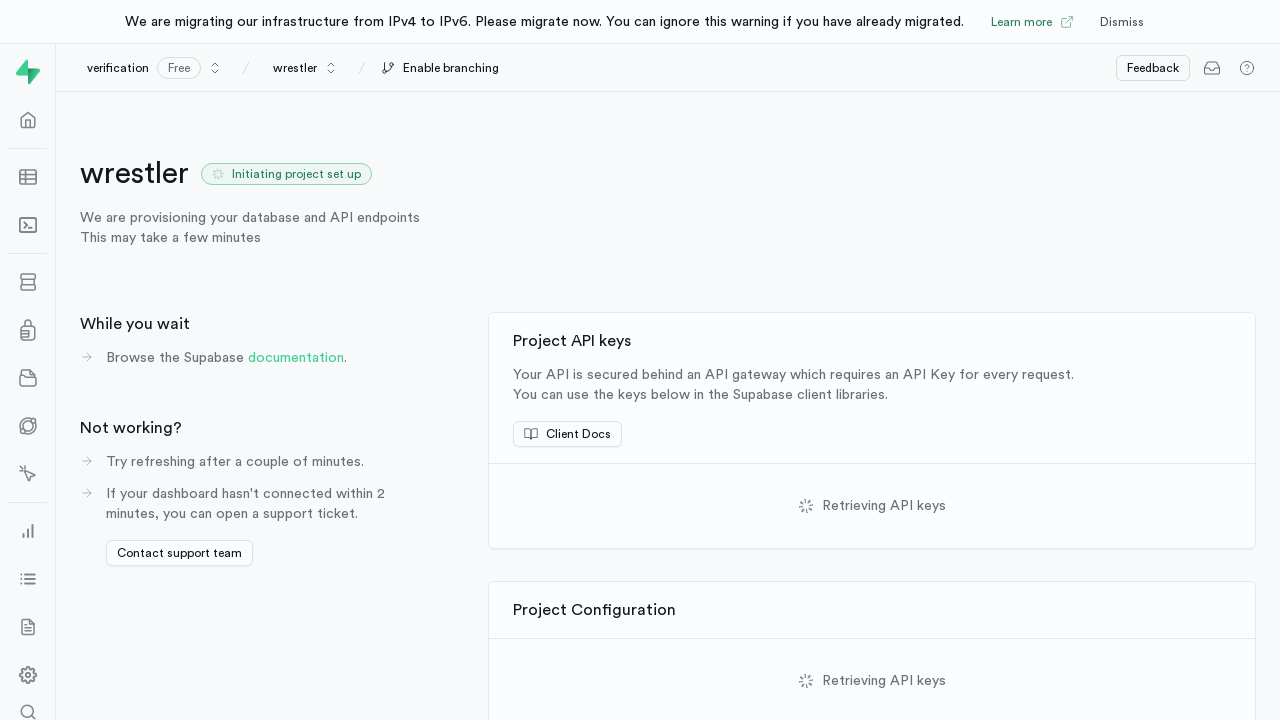 We are migrating our infrastructure from IPv4 to IPv6. Please migrate now. You can ignore this warning if you have already migrated. Learn more Dismiss
verification Free / wrestler / Enable branching Feedback
wrestler Initiating project set up
We are provisioning your database and API endpoints
This may take a few minutes
While you wait
Browse the Supabase documentation.
Not working?
Try refreshing after a couple of minutes.
If your dashboard hasn't connected within 2
minutes, you can open a support ticket.
Contact support team
Project API keys
Your API is secured behind an API gateway which requires an API Key for every request.
You can use the keys below in the Supabase client libraries.
Client Docs
Retrieving API keys
Project Configuration
Retrieving API keys